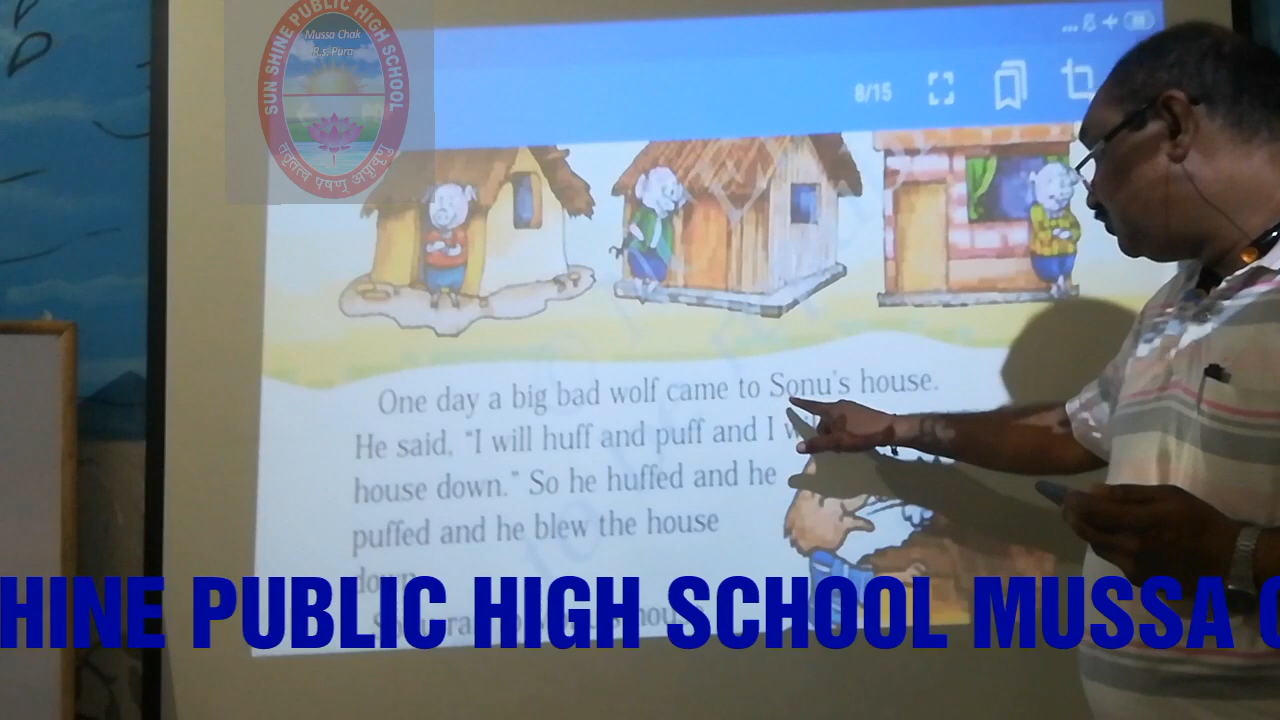 SUN SHINE PUBLIC HIGH SCHOOL
Mussa Chak
R.s. Pura
8/15
One day a big bad wolf came to Sonu's house.
He said, "I will huff and puff and I
house down." So he huffed and he
puffed and he blew the house
down
HINE PUBLIC HIGH SCHOOL MUSSA